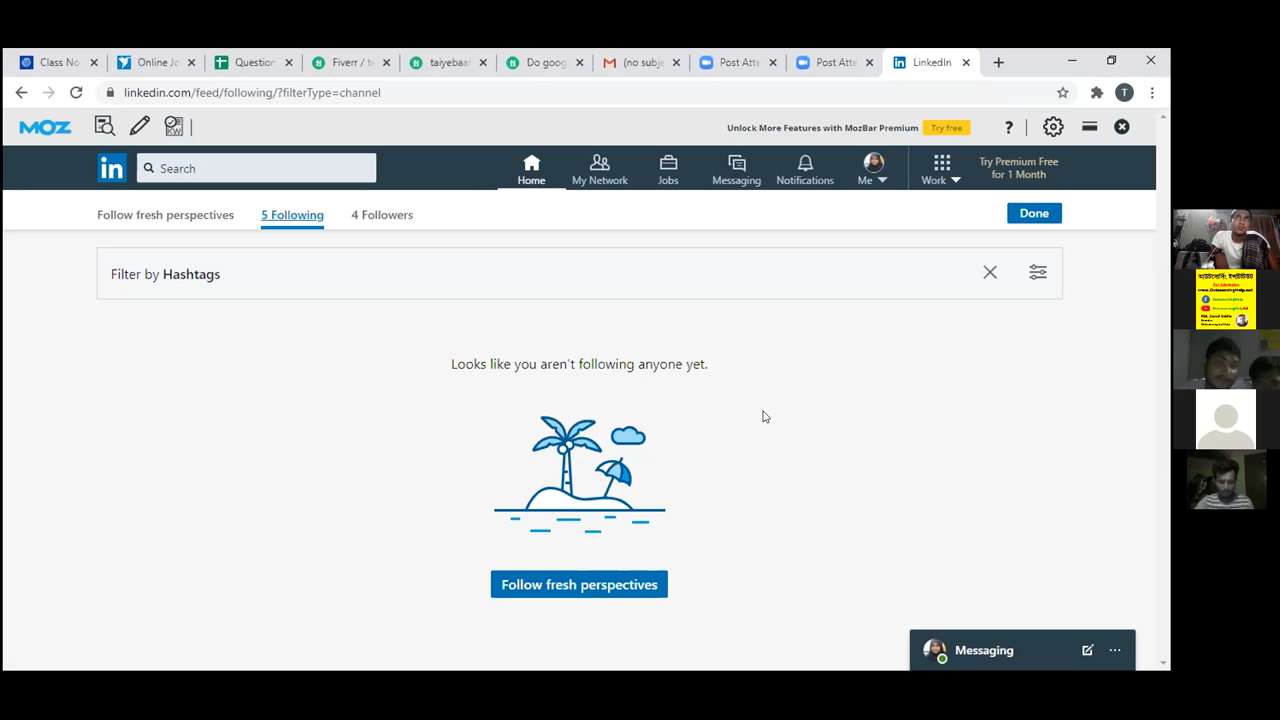 Class No
Online Jo
Question
Fiverr / ta
taiyebaa
Do goog
(no subje
Post Atte
Post Atte
LinkedIn
linkedin.com/feed/following/?filterType=channel
T
MOZ
KW
Unlock More Features with MozBar Premium
Try free
?
in
Search
Home
My Network
Jobs
Messaging
Notifications
Me
Work
Try Premium Free
for 1 Month
Follow fresh perspectives
5 Following
4 Followers
Done
Filter by Hashtags
Looks like you aren't following anyone yet.
Follow fresh perspectives
Messaging